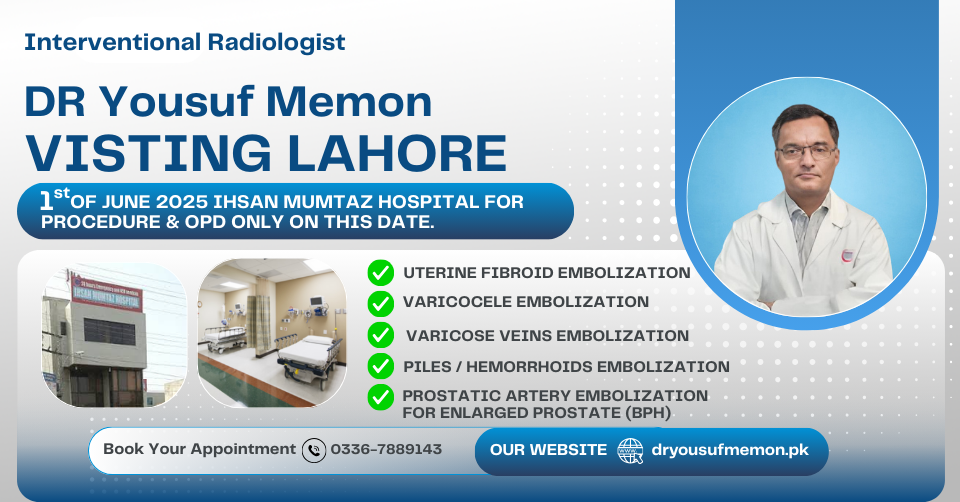 Interventional Radiologist
DR Yousuf Memon
VISTING LAHORE
1st OF JUNE 2025 IHSAN MUMTAZ HOSPITAL FOR
PROCEDURE & OPD ONLY ON THIS DATE.
IHSAN MUMTAZ HOSPITAL
UTERINE FIBROID EMBOLIZATION
VARICOCELE EMBOLIZATION
VARICOSE VEINS EMBOLIZATION
PILES / HEMORRHOIDS EMBOLIZATION
PROSTATIC ARTERY EMBOLIZATION
FOR ENLARGED PROSTATE (BPH)
Book Your Appointment 0336-7889143
OUR WEBSITE www dryousufmemon.pk